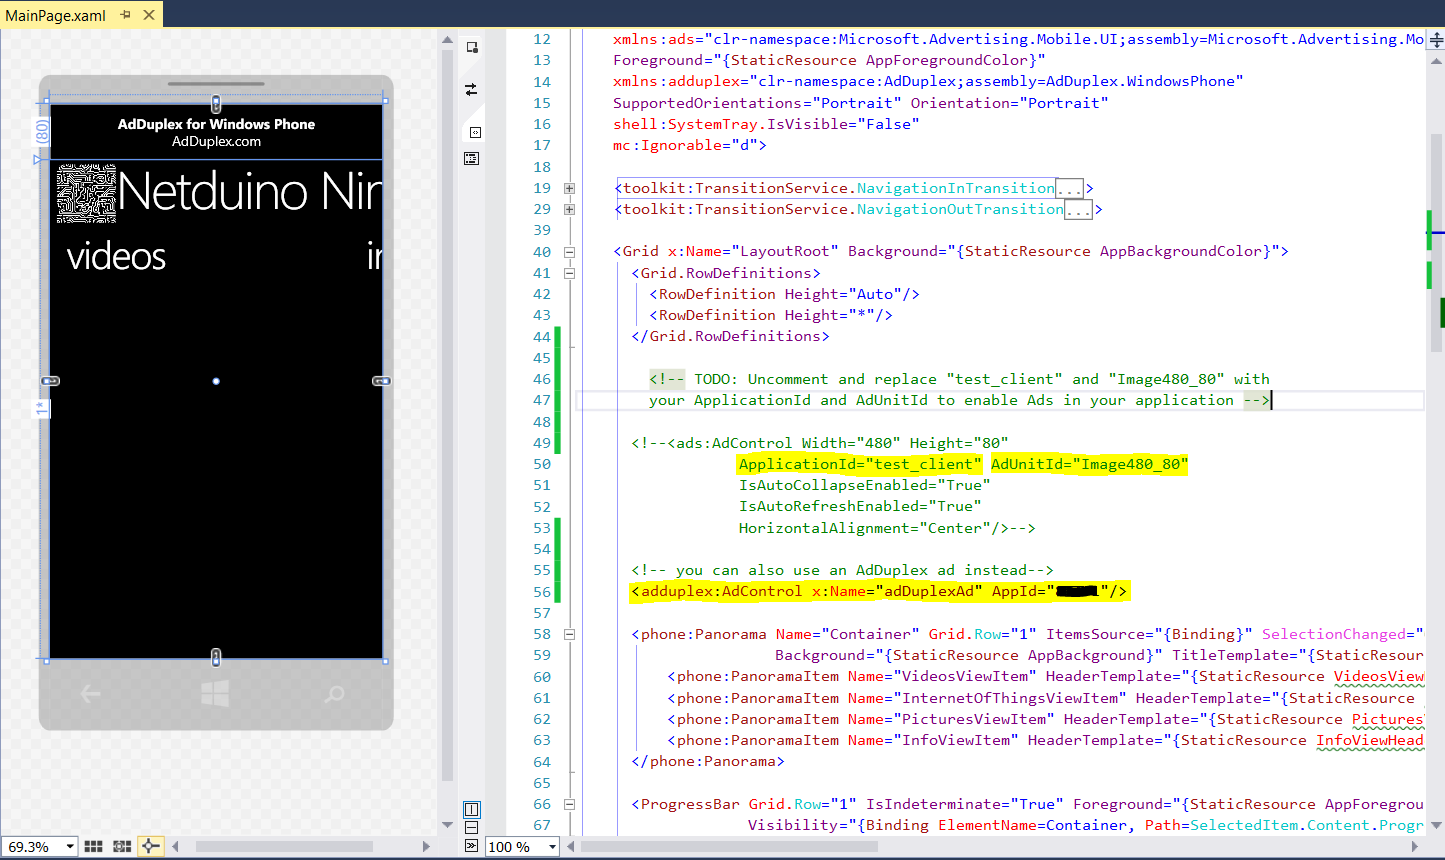 MainPage.xaml
(80)
AdDuplex for Windows Phone
AdDuplex.com
Netduino Nin
videos
in
1*
69.3%
12 xmlns:ads="clr-namespace:Microsoft.Advertising.Mobile.UI;assembly=Microsoft.Advertising.Mo
13 Foreground="{StaticResource AppForegroundColor}"
14 xmlns:adduplex="clr-namespace:AdDuplex;assembly=AdDuplex.WindowsPhone"
15 SupportedOrientations="Portrait" Orientation="Portrait"
16 shell:SystemTray.IsVisible="False"
17 mc:Ignorable="d">
18
19 <toolkit:TransitionService.NavigationInTransition...>
29 <toolkit:TransitionService.NavigationOutTransition...>
39
40 <Grid x:Name="LayoutRoot" Background="{StaticResource AppBackgroundColor}">
41 <Grid.RowDefinitions>
42 <RowDefinition Height="Auto"/>
43 <RowDefinition Height="*"/>
44 </Grid.RowDefinitions>
45
46 <!-- TODO: Uncomment and replace "test_client" and "Image480_80" with
47 your ApplicationId and AdUnitId to enable Ads in your application -->
48
49 <!--<ads:AdControl Width="480" Height="80"
50 ApplicationId="test_client" AdUnitId="Image480_80"
51 IsAutoCollapseEnabled="True"
52 IsAutoRefreshEnabled="True"
53 HorizontalAlignment="Center"/>-->
54
55 <!-- you can also use an AdDuplex ad instead-->
56 <adduplex:AdControl x:Name="adDuplexAd" AppId=" "/>
57
58 <phone:Panorama Name="Container" Grid.Row="1" ItemsSource="{Binding}" SelectionChanged="
59 Background="{StaticResource AppBackground}" TitleTemplate="{StaticResour
60 <phone:PanoramaItem Name="VideosViewItem" HeaderTemplate="{StaticResource VideosView
61 <phone:PanoramaItem Name="InternetOfThingsViewItem" HeaderTemplate="{StaticResource
62 <phone:PanoramaItem Name="PicturesViewItem" HeaderTemplate="{StaticResource Pictures
63 <phone:PanoramaItem Name="InfoViewItem" HeaderTemplate="{StaticResource InfoViewHead
64 </phone:Panorama>
65
66 <ProgressBar Grid.Row="1" IsIndeterminate="True" Foreground="{StaticResource AppForegrou
67 Visibility="{Binding ElementName=Container, Path=SelectedItem.Content.Progr
100 %